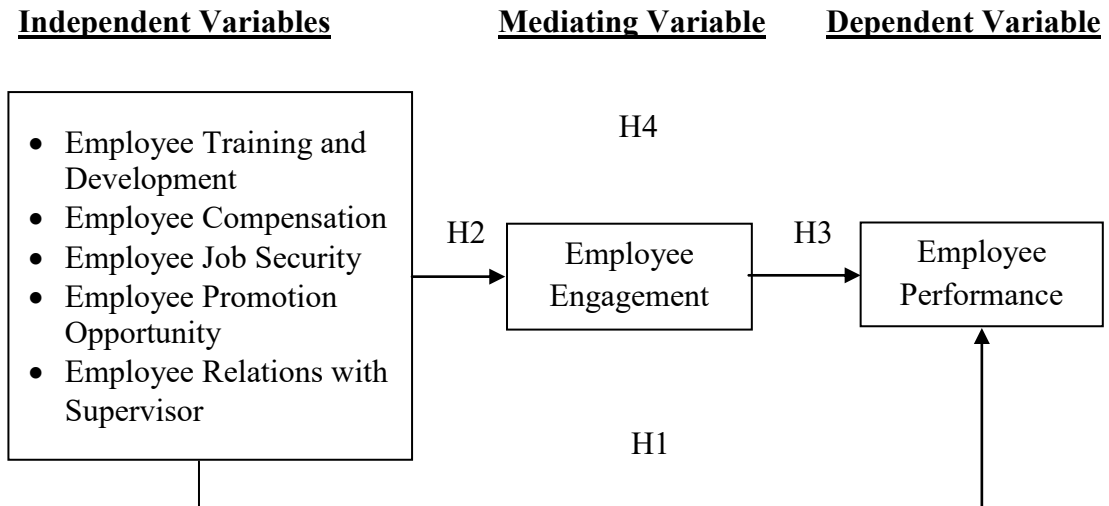 Independent Variables
Mediating Variable
Dependent Variable
• Employee Training and
Development
• Employee Compensation
• Employee Job Security
• Employee Promotion
Opportunity
• Employee Relations with
Supervisor
H4
H2
Employee
Engagement
H3
Employee
Performance
H1